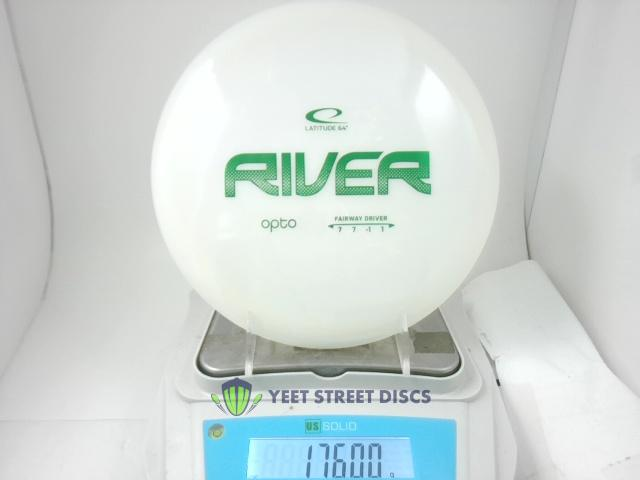 LATITUDE 64°
RIVER
opto
FAIRWAY DRIVER
7 7 -1 1
YEET STREET DISCS
US SOLID
176.00 g